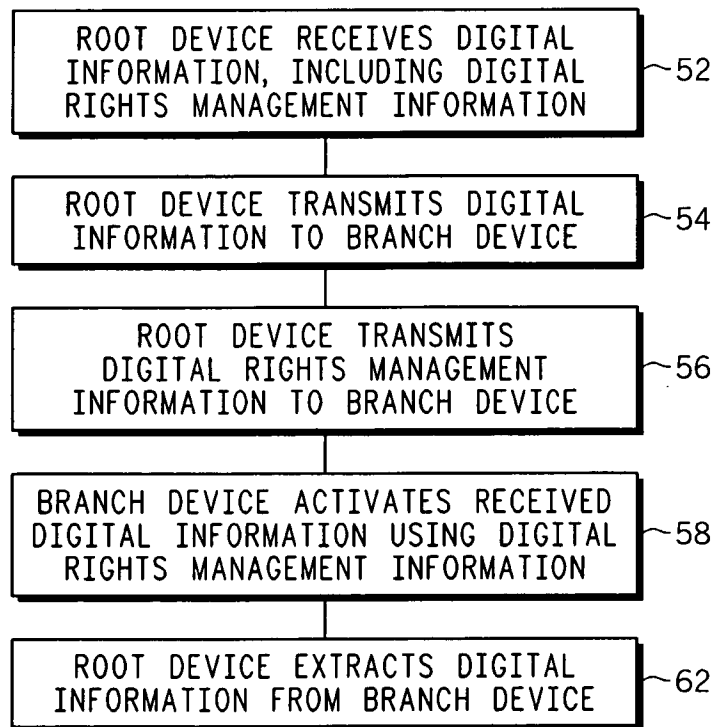 ROOT DEVICE RECEIVES DIGITAL
INFORMATION, INCLUDING DIGITAL
RIGHTS MANAGEMENT INFORMATION
52
ROOT DEVICE TRANSMITS DIGITAL
INFORMATION TO BRANCH DEVICE
54
ROOT DEVICE TRANSMITS
DIGITAL RIGHTS MANAGEMENT
INFORMATION TO BRANCH DEVICE
56
BRANCH DEVICE ACTIVATES RECEIVED
DIGITAL INFORMATION USING DIGITAL
RIGHTS MANAGEMENT INFORMATION
58
ROOT DEVICE EXTRACTS DIGITAL
INFORMATION FROM BRANCH DEVICE
62